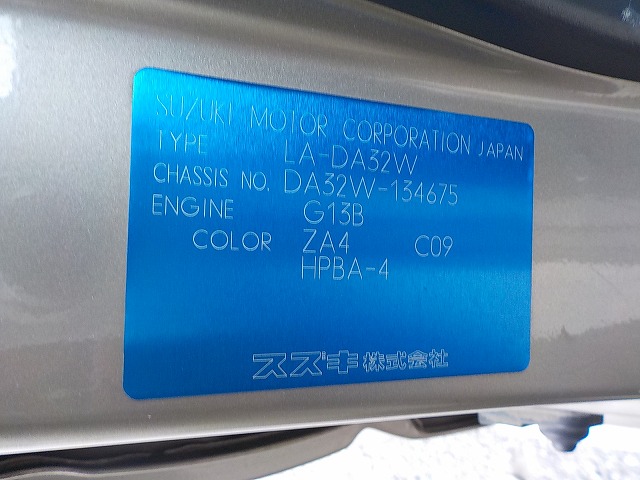 SUZUKI MOTOR CORPORATION JAPAN
TYPE LA-DA32W
CHASSIS NO. DA32W-134675
ENGINE G13B
COLOR ZA4 C09
HPBA-4
スズキ株式会社